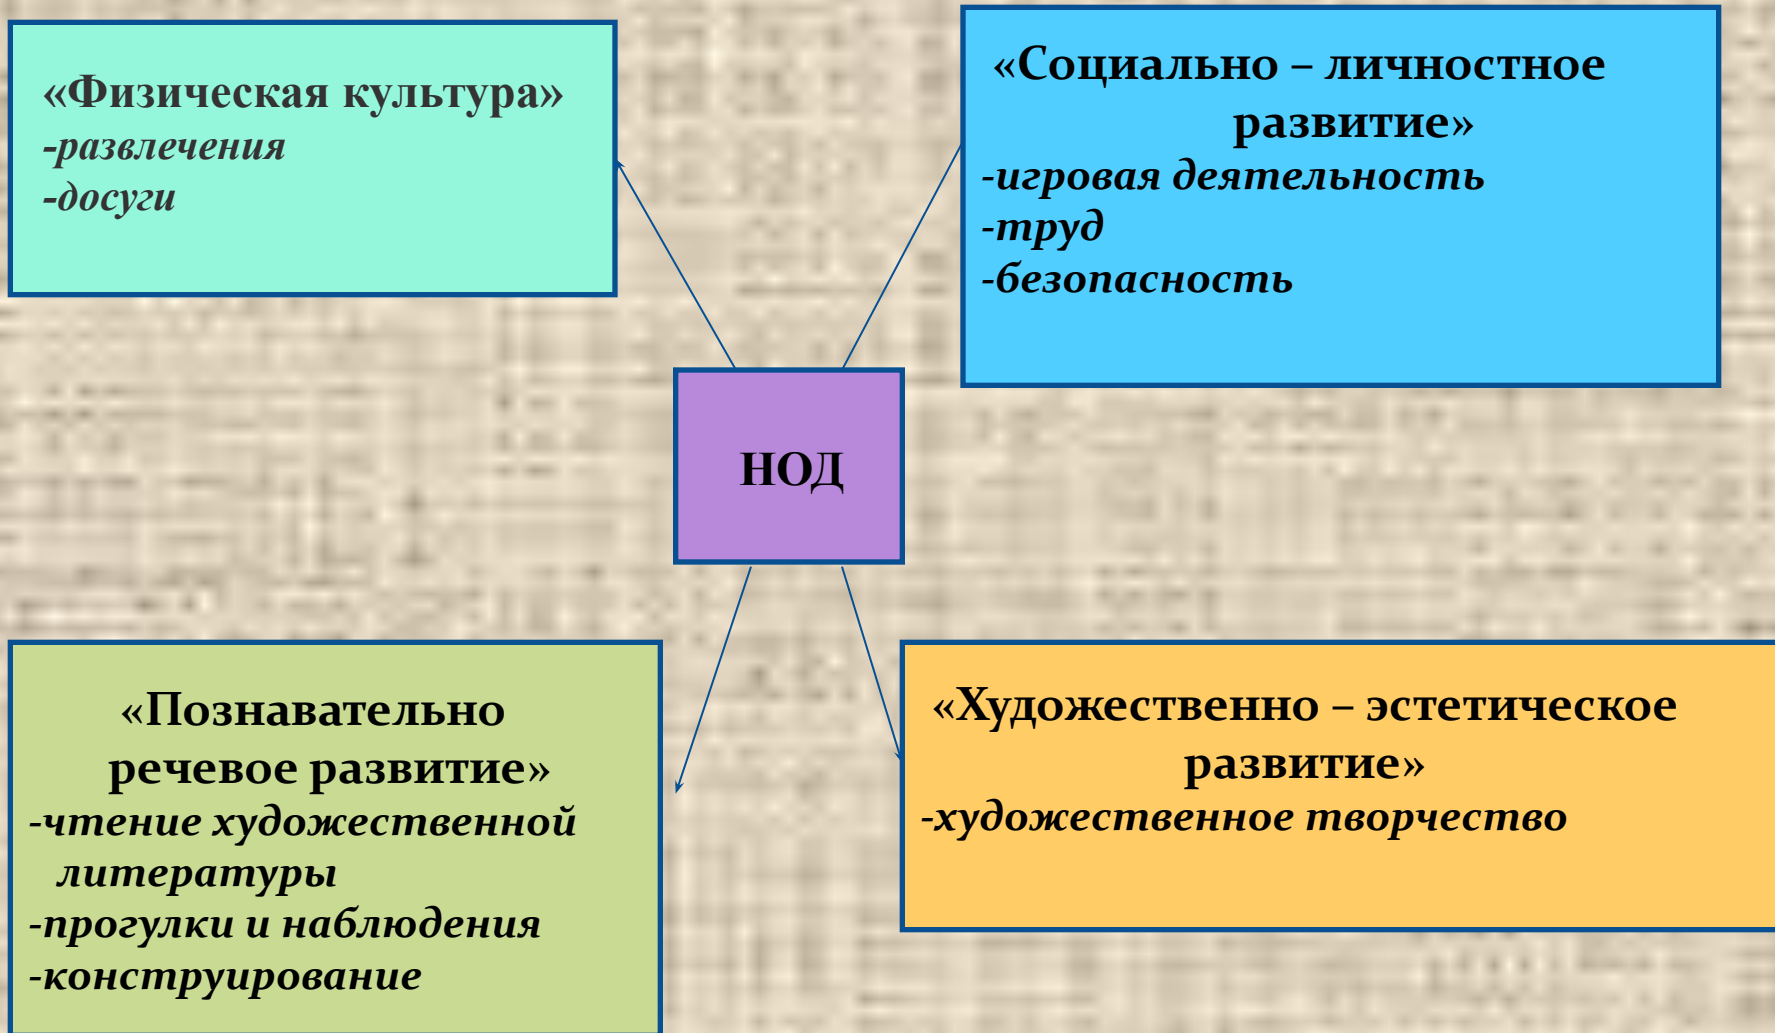 «Физическая культура»
-развлечения
-досуги
«Социально – личностное
развитие»
-игровая деятельность
-труд
-безопасность
НОД
«Познавательно
речевое развитие»
-чтение художественной
литературы
-прогулки и наблюдения
-конструирование
«Художественно – эстетическое
развитие»
-художественное творчество